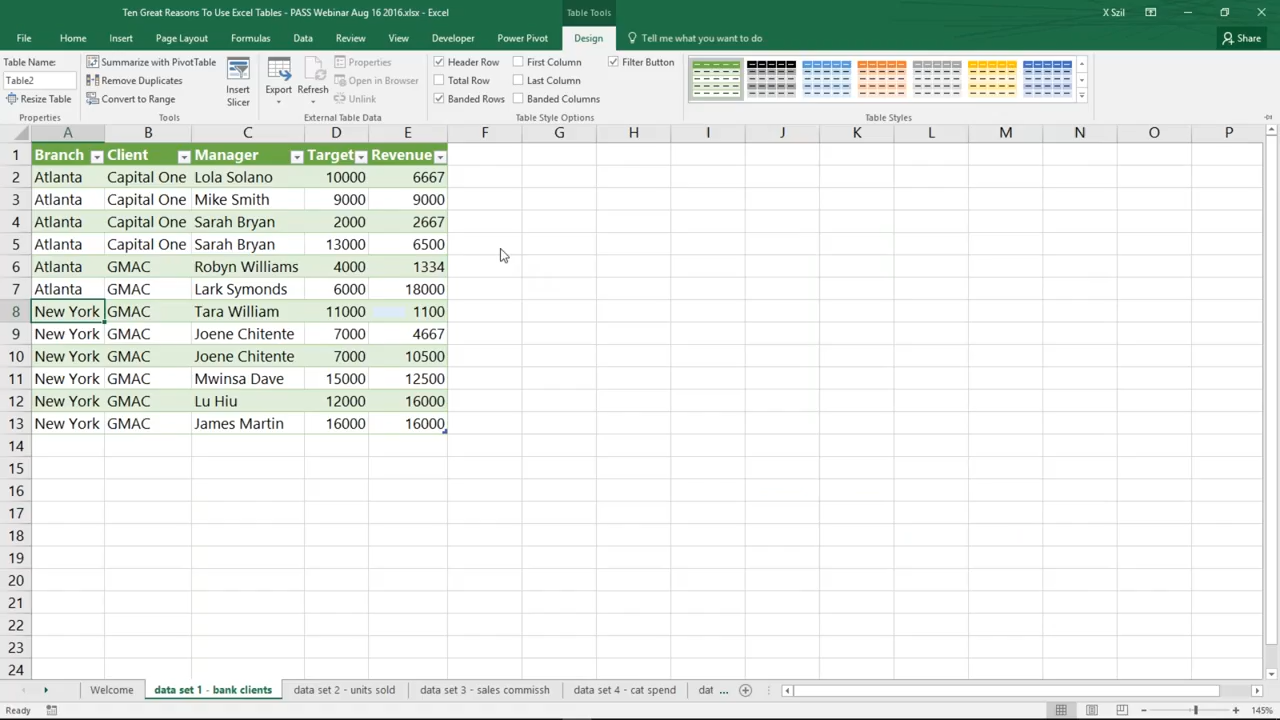 Ten Great Reasons To Use Excel Tables - PASS Webinar Aug 16 2016.xlsx - Excel
Table Tools
X Szil
File Home Insert Page Layout Formulas Data Review View Developer Power Pivot Design Tell me what you want to do Share
Table Name: Summarize with PivotTable Properties Header Row First Column Filter Button
Table2 Remove Duplicates Open in Browser Total Row Last Column
Resize Table Convert to Range Unlink Banded Rows Banded Columns
Insert Slicer Export Refresh
Properties Tools External Table Data Table Style Options Table Styles
A B C D E F G H I J K L M N O P
1 Branch Client Manager Target Revenue
2 Atlanta Capital One Lola Solano 10000 6667
3 Atlanta Capital One Mike Smith 9000 9000
4 Atlanta Capital One Sarah Bryan 2000 2667
5 Atlanta Capital One Sarah Bryan 13000 6500
6 Atlanta GMAC Robyn Williams 4000 1334
7 Atlanta GMAC Lark Symonds 6000 18000
8 New York GMAC Tara William 11000 1100
9 New York GMAC Joene Chitente 7000 4667
10 New York GMAC Joene Chitente 7000 10500
11 New York GMAC Mwinsa Dave 15000 12500
12 New York GMAC Lu Hiu 12000 16000
13 New York GMAC James Martin 16000 16000
14
15
16
17
18
19
20
21
22
23
24
Welcome data set 1 - bank clients data set 2 - units sold data set 3 - sales commissh data set 4 - cat spend dat ...
Ready 145%